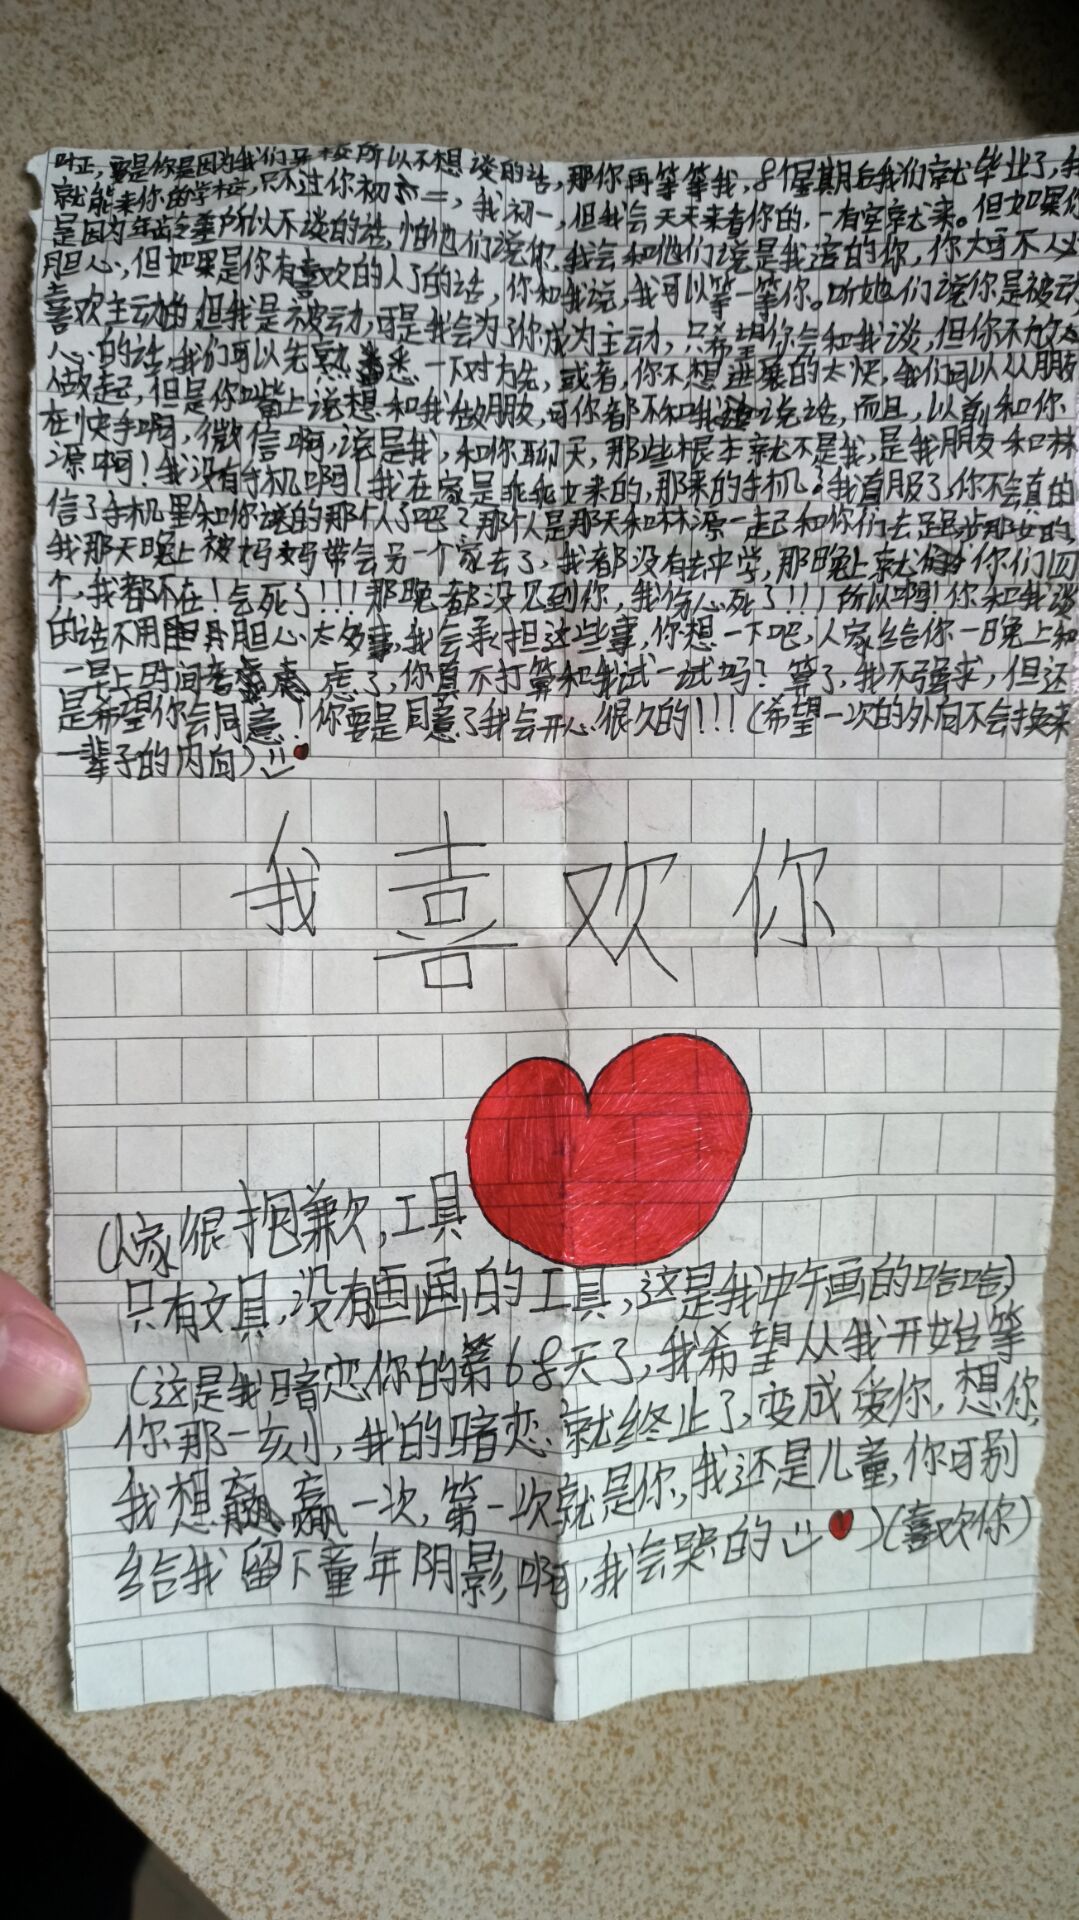 要是你是因为我们异校所以不想谈的话,那你再等等我,8个星期后我们就毕业了,我
就能来你的学校,只不过你初二,我初一,但我会天天来看你的,一有空就来。但如果你
是因为年龄差所以不谈的话,怕他们说你,我会和他们说是我追的你,你大可不必
胆心,但如果是你有喜欢的人了的话,你和我说,我可以等一等你。听她们说你是被动,
喜欢主动的,但我是被动,可是我会为了你成为主动,只希望你会和我谈,但你不放
心的话,我们可以先熟悉一下对方先,或者,你不想进展的太快,我们可以从朋友
做起,但是你嘴上说想和我做朋友,可你都不和我说话,而且,以前和你
在快手啊,微信啊,说是我,和你聊天,那些根本就不是我,是我朋友和林
源啊!我没有手机啊!我在家是乖乖女来的,那来的手机?我真服了,你不会真的
信了手机里和你谈的那个人了吧?那个人是那天和林源一起和你们去跑步那女的,
我那天晚上被妈妈带会另一个家去了,我都没有去中学,那晚上就你们四
个,我都不在!气死了!!!那晚都没见到你,我伤心死了!!!所以啊!你和我谈
的话不用胆心太多事,我会承担这些事,你想一下吧,人家给你一晚上和
一早上时间考虑了,你真不打算和我试一试吗?算了,我不强求,但还
是希望你会同意!你要是同意了我会开心很久的!!!(希望一次的外向不会换来
一辈子的内向)
我喜欢你
(人家很抱歉,工具
只有文具,没有画画的工具,这是我中午画的哈哈)
(这是我暗恋你的第68天了,我希望从我开始等
你那一刻,我的暗恋就终止了,变成爱你,想你,
我想赢一次,第一次就是你,我还是儿童,你可别
给我留下童年阴影啊,我会哭的)(喜欢你)